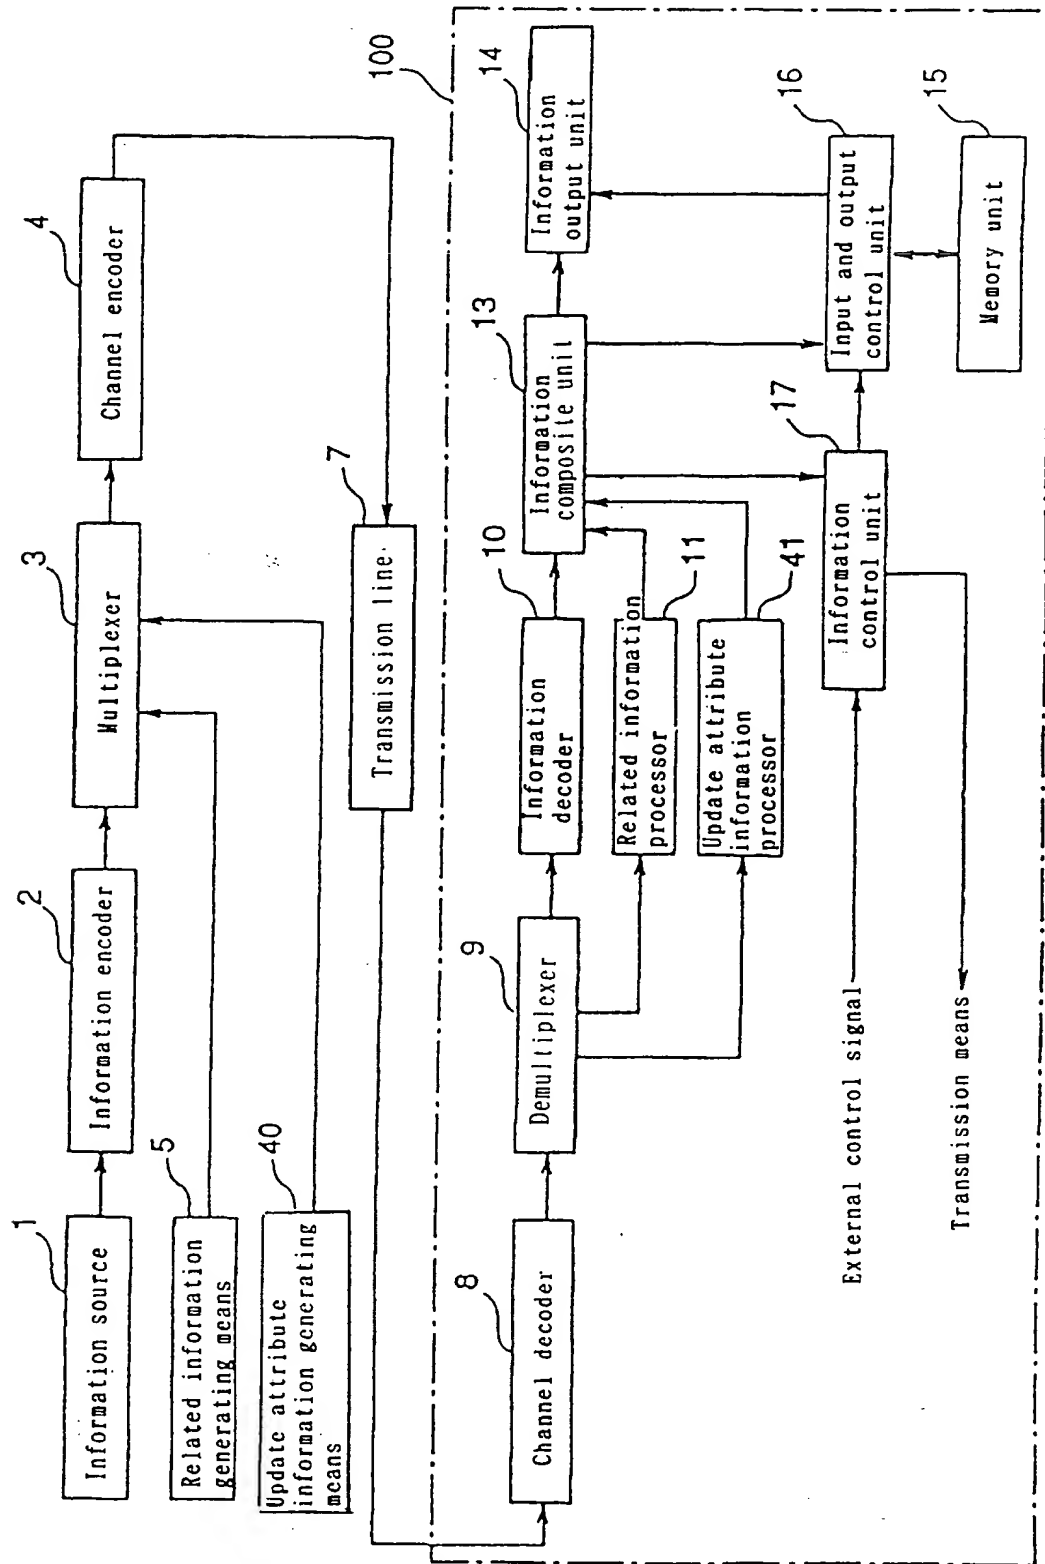 1
Information source
2
Information encoder
3
Multiplexer
4
Channel encoder
5
Related information
generating means
40
Update attribute
information generating
means
7
Transmission line
100
8
Channel decoder
9
Demultiplexer
10
Information
decoder
11
Related information
processor
41
Update attribute
information
processor
13
Information
composite unit
14
Information
output unit
17
Information
control unit
16
Input and output
control unit
15
Memory unit
External control signal
Transmission means